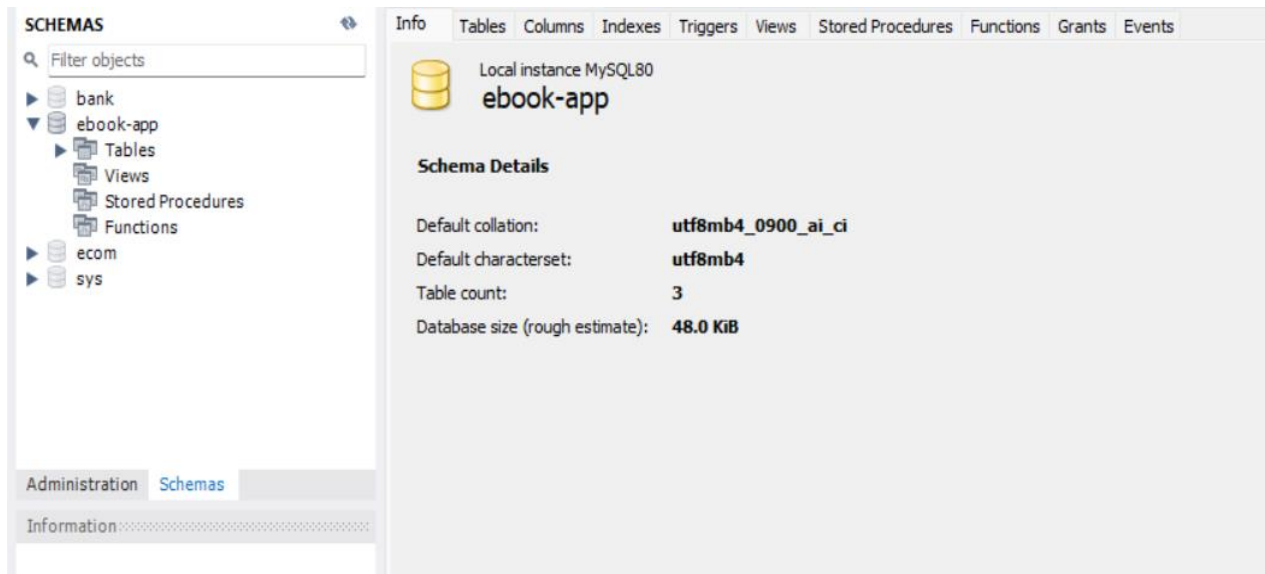 SCHEMAS
Filter objects
bank
ebook-app
Tables
Views
Stored Procedures
Functions
ecom
sys
Administration Schemas
Information
Info Tables Columns Indexes Triggers Views Stored Procedures Functions Grants Events
Local instance MySQL80
ebook-app
Schema Details
Default collation: utf8mb4_0900_ai_ci
Default characterset: utf8mb4
Table count: 3
Database size (rough estimate): 48.0 KiB